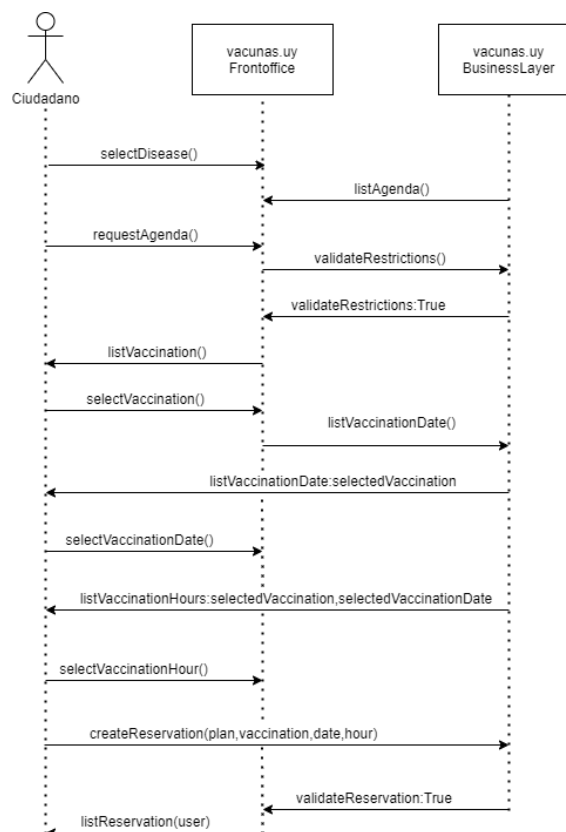 vacunas.uy
Frontoffice
vacunas.uy
BusinessLayer
Ciudadano
selectDisease()
listAgenda()
requestAgenda()
validateRestrictions()
validateRestrictions:True
listVaccination()
selectVaccination()
listVaccinationDate()
listVaccinationDate:selectedVaccination
selectVaccinationDate()
listVaccinationHours:selectedVaccination,selectedVaccinationDate
selectVaccinationHour()
createReservation(plan,vaccination,date,hour)
validateReservation:True
listReservation(user)